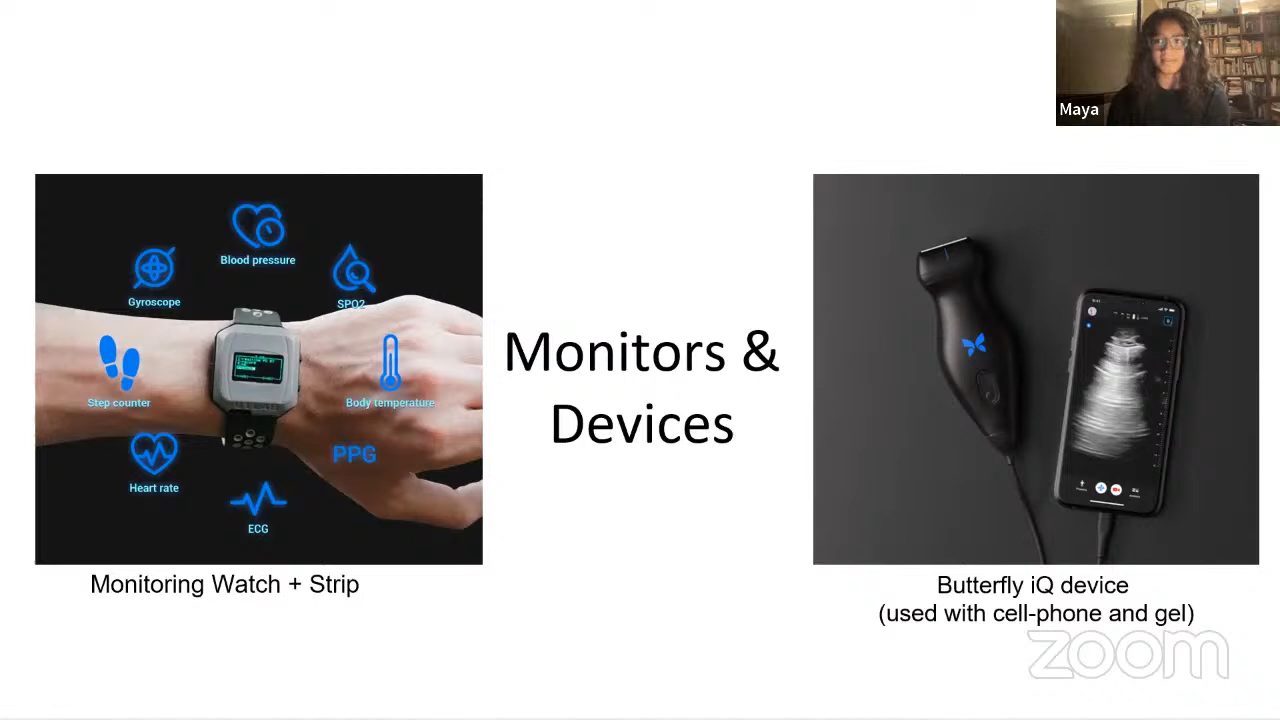 Maya
Blood pressure
Gyroscope
SPO2
Step counter
Body temperature
Heart rate
PPG
ECG
Monitors &
Devices
Monitoring Watch + Strip
Butterfly iQ device
(used with cell-phone and gel)
zoom